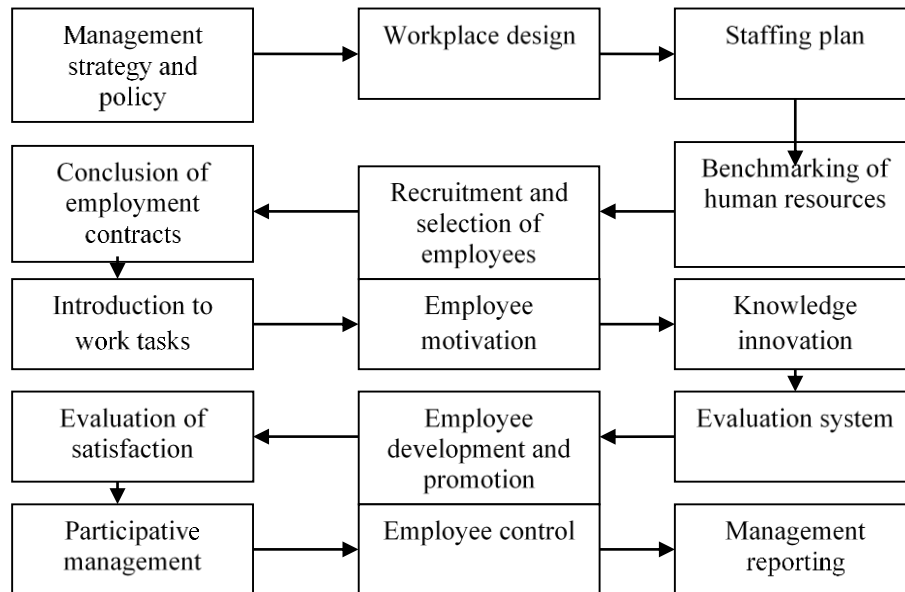 Management
strategy and
policy
Workplace design
Staffing plan
Benchmarking of
human resources
Recruitment and
selection of
employees
Conclusion of
employment
contracts
Introduction to
work tasks
Employee
motivation
Knowledge
innovation
Evaluation system
Employee
development and
promotion
Evaluation of
satisfaction
Participative
management
Employee control
Management
reporting